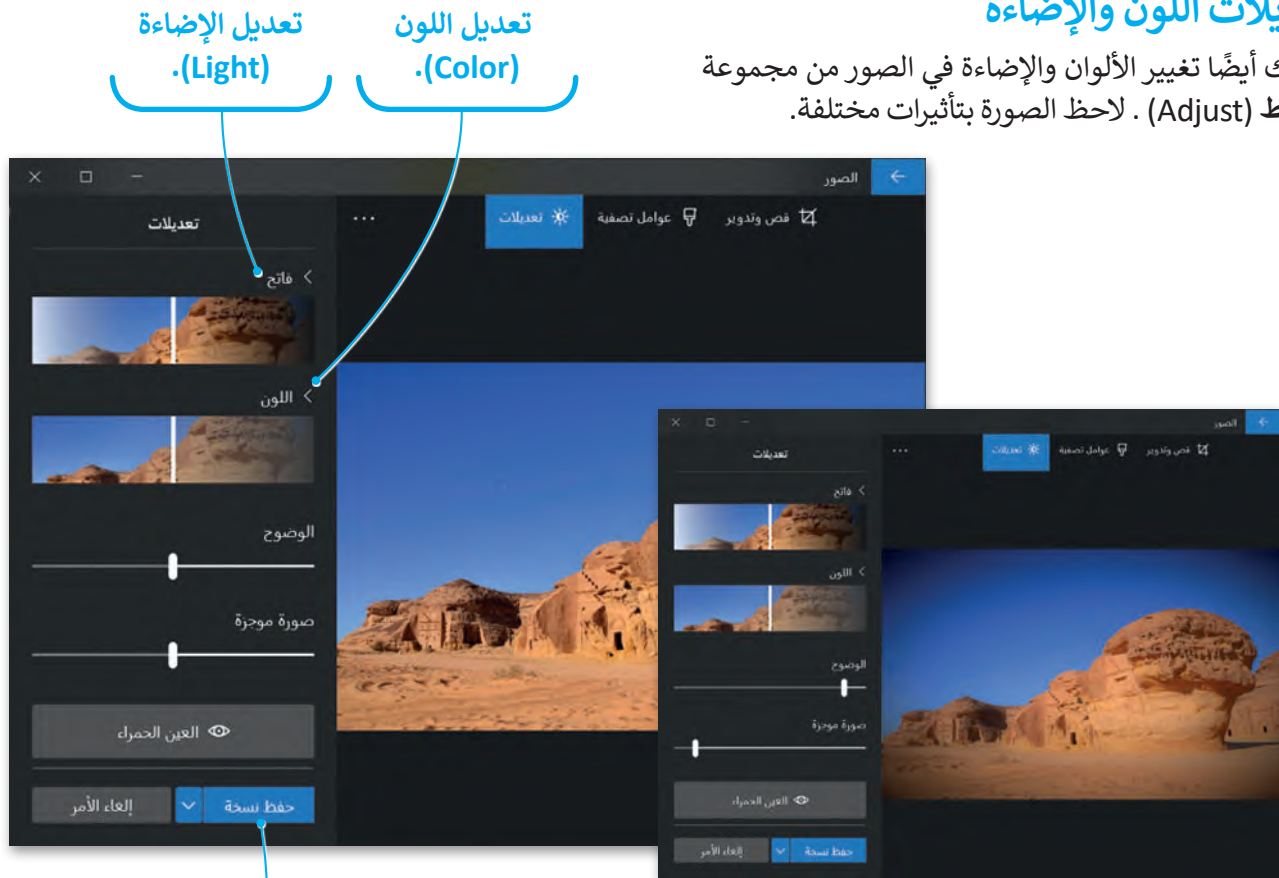 تعديلات اللون والإضاءة
أيضًا تغيير الألوان والإضاءة في الصور من مجموعة
(Adjust) . لاحظ الصورة بتأثيرات مختلفة.
تعديل اللون
(Color).
تعديل الإضاءة
(Light).
الصور
قص وتدوير
عوامل تصفية
تعديلات
...
تعديلات
فاتح
اللون
الوضوح
صورة موجزة
العين الحمراء
حفظ نسخة
إلغاء الأمر
الصور
قص وتدوير
عوامل تصفية
تعديلات
...
تعديلات
فاتح
اللون
الوضوح
صورة موجزة
العين الحمراء
حفظ نسخة
إلغاء الأمر